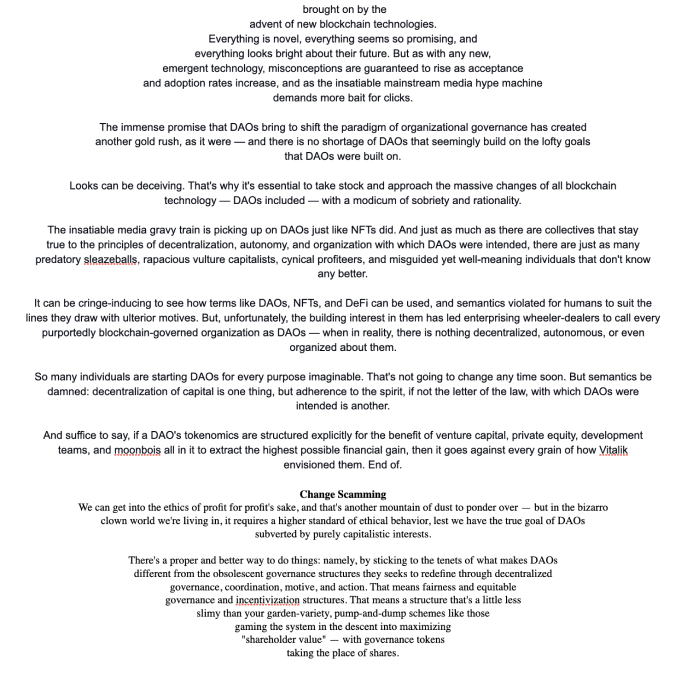 brought on by the
advent of new blockchain technologies.
Everything is novel, everything seems so promising, and
everything looks bright about their future. But as with any new,
emergent technology, misconceptions are guaranteed to rise as acceptance
and adoption rates increase, and as the insatiable mainstream media hype machine
demands more bait for clicks.
The immense promise that DAOs bring to shift the paradigm of organizational governance has created
another gold rush, as it were — and there is no shortage of DAOs that seemingly build on the lofty goals
that DAOs were built on.
Looks can be deceiving. That's why it's essential to take stock and approach the massive changes of all blockchain
technology — DAOs included — with a modicum of sobriety and rationality.
The insatiable media gravy train is picking up on DAOs just like NFTs did. And just as much as there are collectives that stay
true to the principles of decentralization, autonomy, and organization with which DAOs were intended, there are just as many
predatory sleazeballs, rapacious vulture capitalists, cynical profiteers, and misguided yet well-meaning individuals that don't know
any better.
It can be cringe-inducing to see how terms like DAOs, NFTs, and DeFi can be used, and semantics violated for humans to suit the
lines they draw with ulterior motives. But, unfortunately, the building interest in them has led enterprising wheeler-dealers to call every
purportedly blockchain-governed organization as DAOs — when in reality, there is nothing decentralized, autonomous, or even
organized about them.
So many individuals are starting DAOs for every purpose imaginable. That's not going to change any time soon. But semantics be
damned: decentralization of capital is one thing, but adherence to the spirit, if not the letter of the law, with which DAOs were
intended is another.
And suffice to say, if a DAO's tokenomics are structured explicitly for the benefit of venture capital, private equity, development
teams, and moonbois all in it to extract the highest possible financial gain, then it goes against every grain of how Vitalik
envisioned them. End of.
Change Scamming
We can get into the ethics of profit for profit's sake, and that's another mountain of dust to ponder over — but in the bizarro
clown world we're living in, it requires a higher standard of ethical behavior, lest we have the true goal of DAOs
subverted by purely capitalistic interests.
There's a proper and better way to do things: namely, by sticking to the tenets of what makes DAOs
different from the obsolescent governance structures they seeks to redefine through decentralized
governance, coordination, motive, and action. That means fairness and equitable
governance and incentivization structures. That means a structure that's a little less
slimy than your garden-variety, pump-and-dump schemes like those
gaming the system in the descent into maximizing
"shareholder value" — with governance tokens
taking the place of shares.